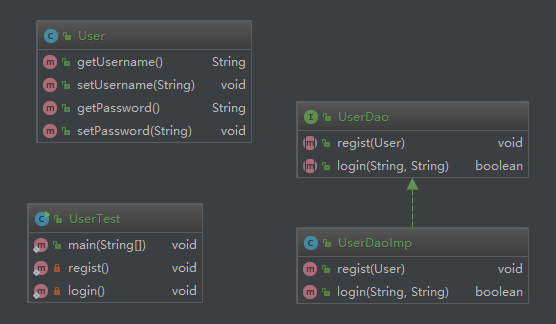 User
getUsername() String
setUsername(String) void
getPassword() String
setPassword(String) void
UserDao
regist(User) void
login(String, String) boolean
UserTest
main(String[]) void
regist() void
login() void
UserDaoImp
regist(User) void
login(String, String) boolean